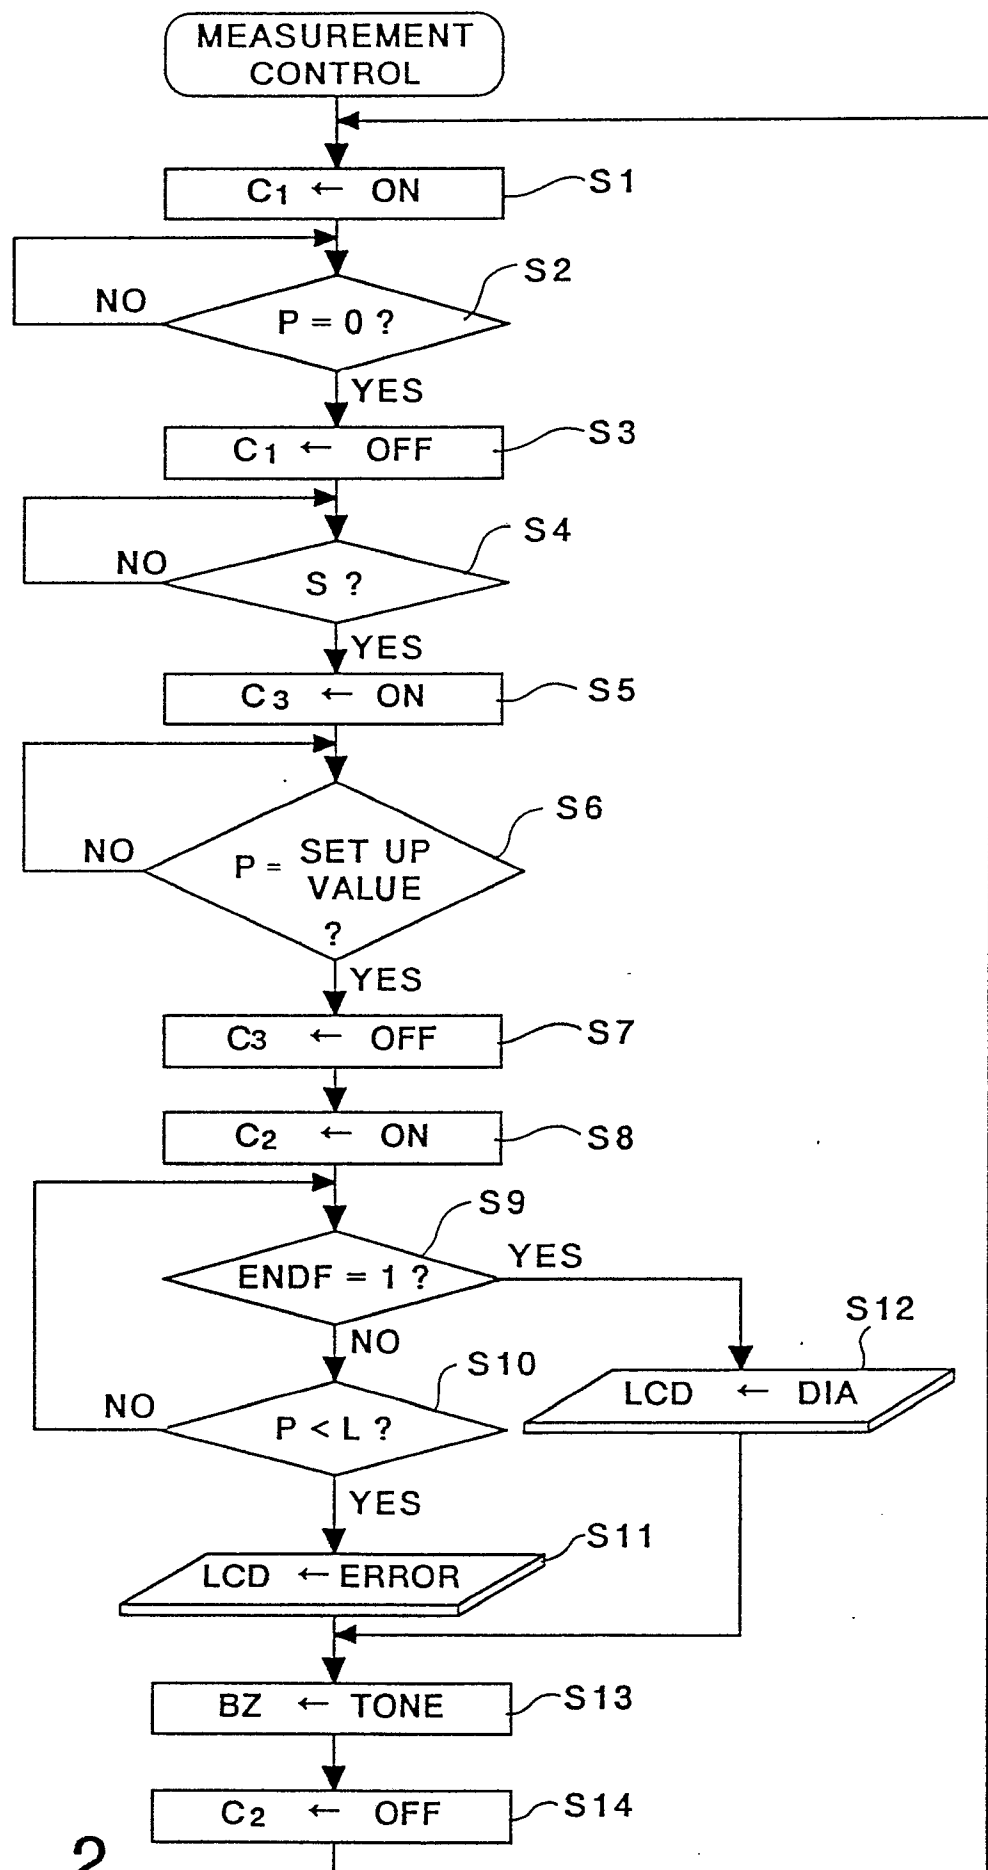 MEASUREMENT
CONTROL
C1 ← ON
S1
S2
NO
P = 0 ?
YES
S3
C1 ← OFF
S4
NO
S ?
YES
C3 ← ON
S5
S6
NO
P = SET UP
VALUE
?
YES
C3 ← OFF
S7
C2 ← ON
S8
S9
YES
ENDF = 1 ?
S12
NO
S10
LCD ← DIA
NO
P < L ?
YES
S11
LCD ← ERROR
S13
BZ ← TONE
S14
C2 ← OFF
2